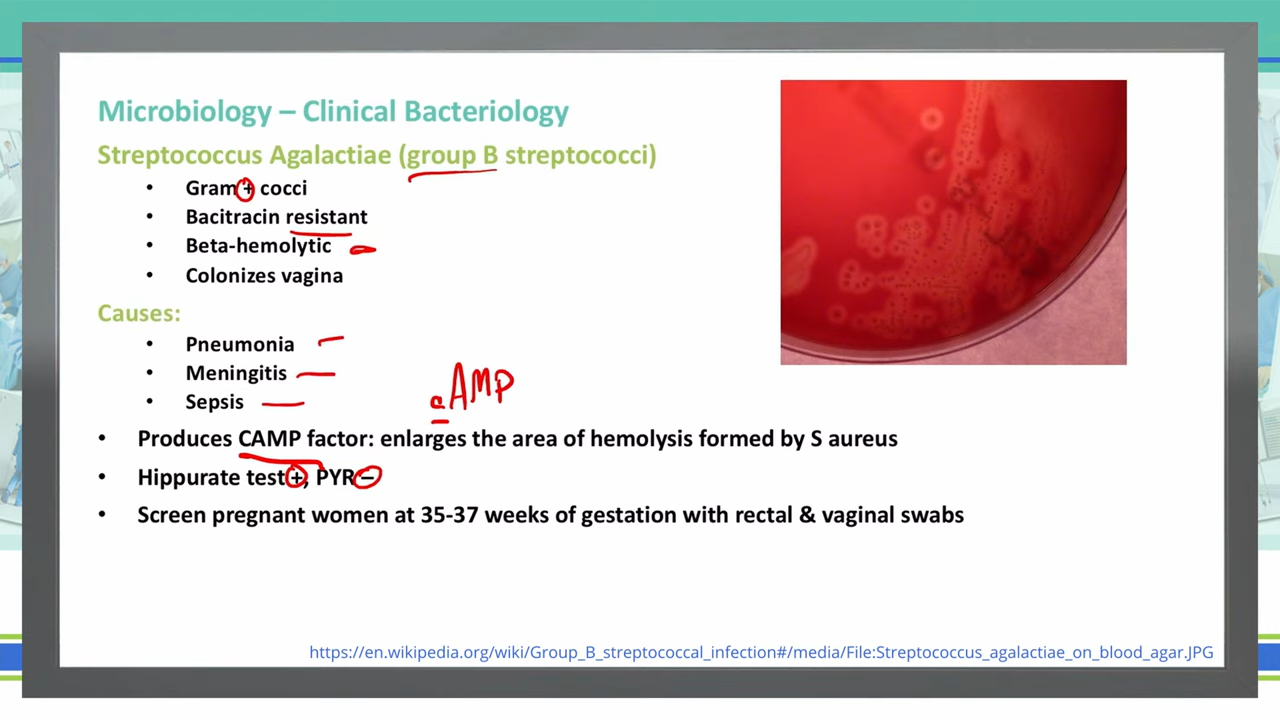 Microbiology – Clinical Bacteriology
Streptococcus Agalactiae (group B streptococci)
• Gram + cocci
• Bacitracin resistant
• Beta-hemolytic
• Colonizes vagina
Causes:
• Pneumonia
• Meningitis
• Sepsis
AMP
• Produces CAMP factor: enlarges the area of hemolysis formed by S aureus
• Hippurate test +, PYR –
• Screen pregnant women at 35-37 weeks of gestation with rectal & vaginal swabs
https://en.wikipedia.org/wiki/Group_B_streptococcal_infection#/media/File:Streptococcus_agalactiae_on_blood_agar.JPG